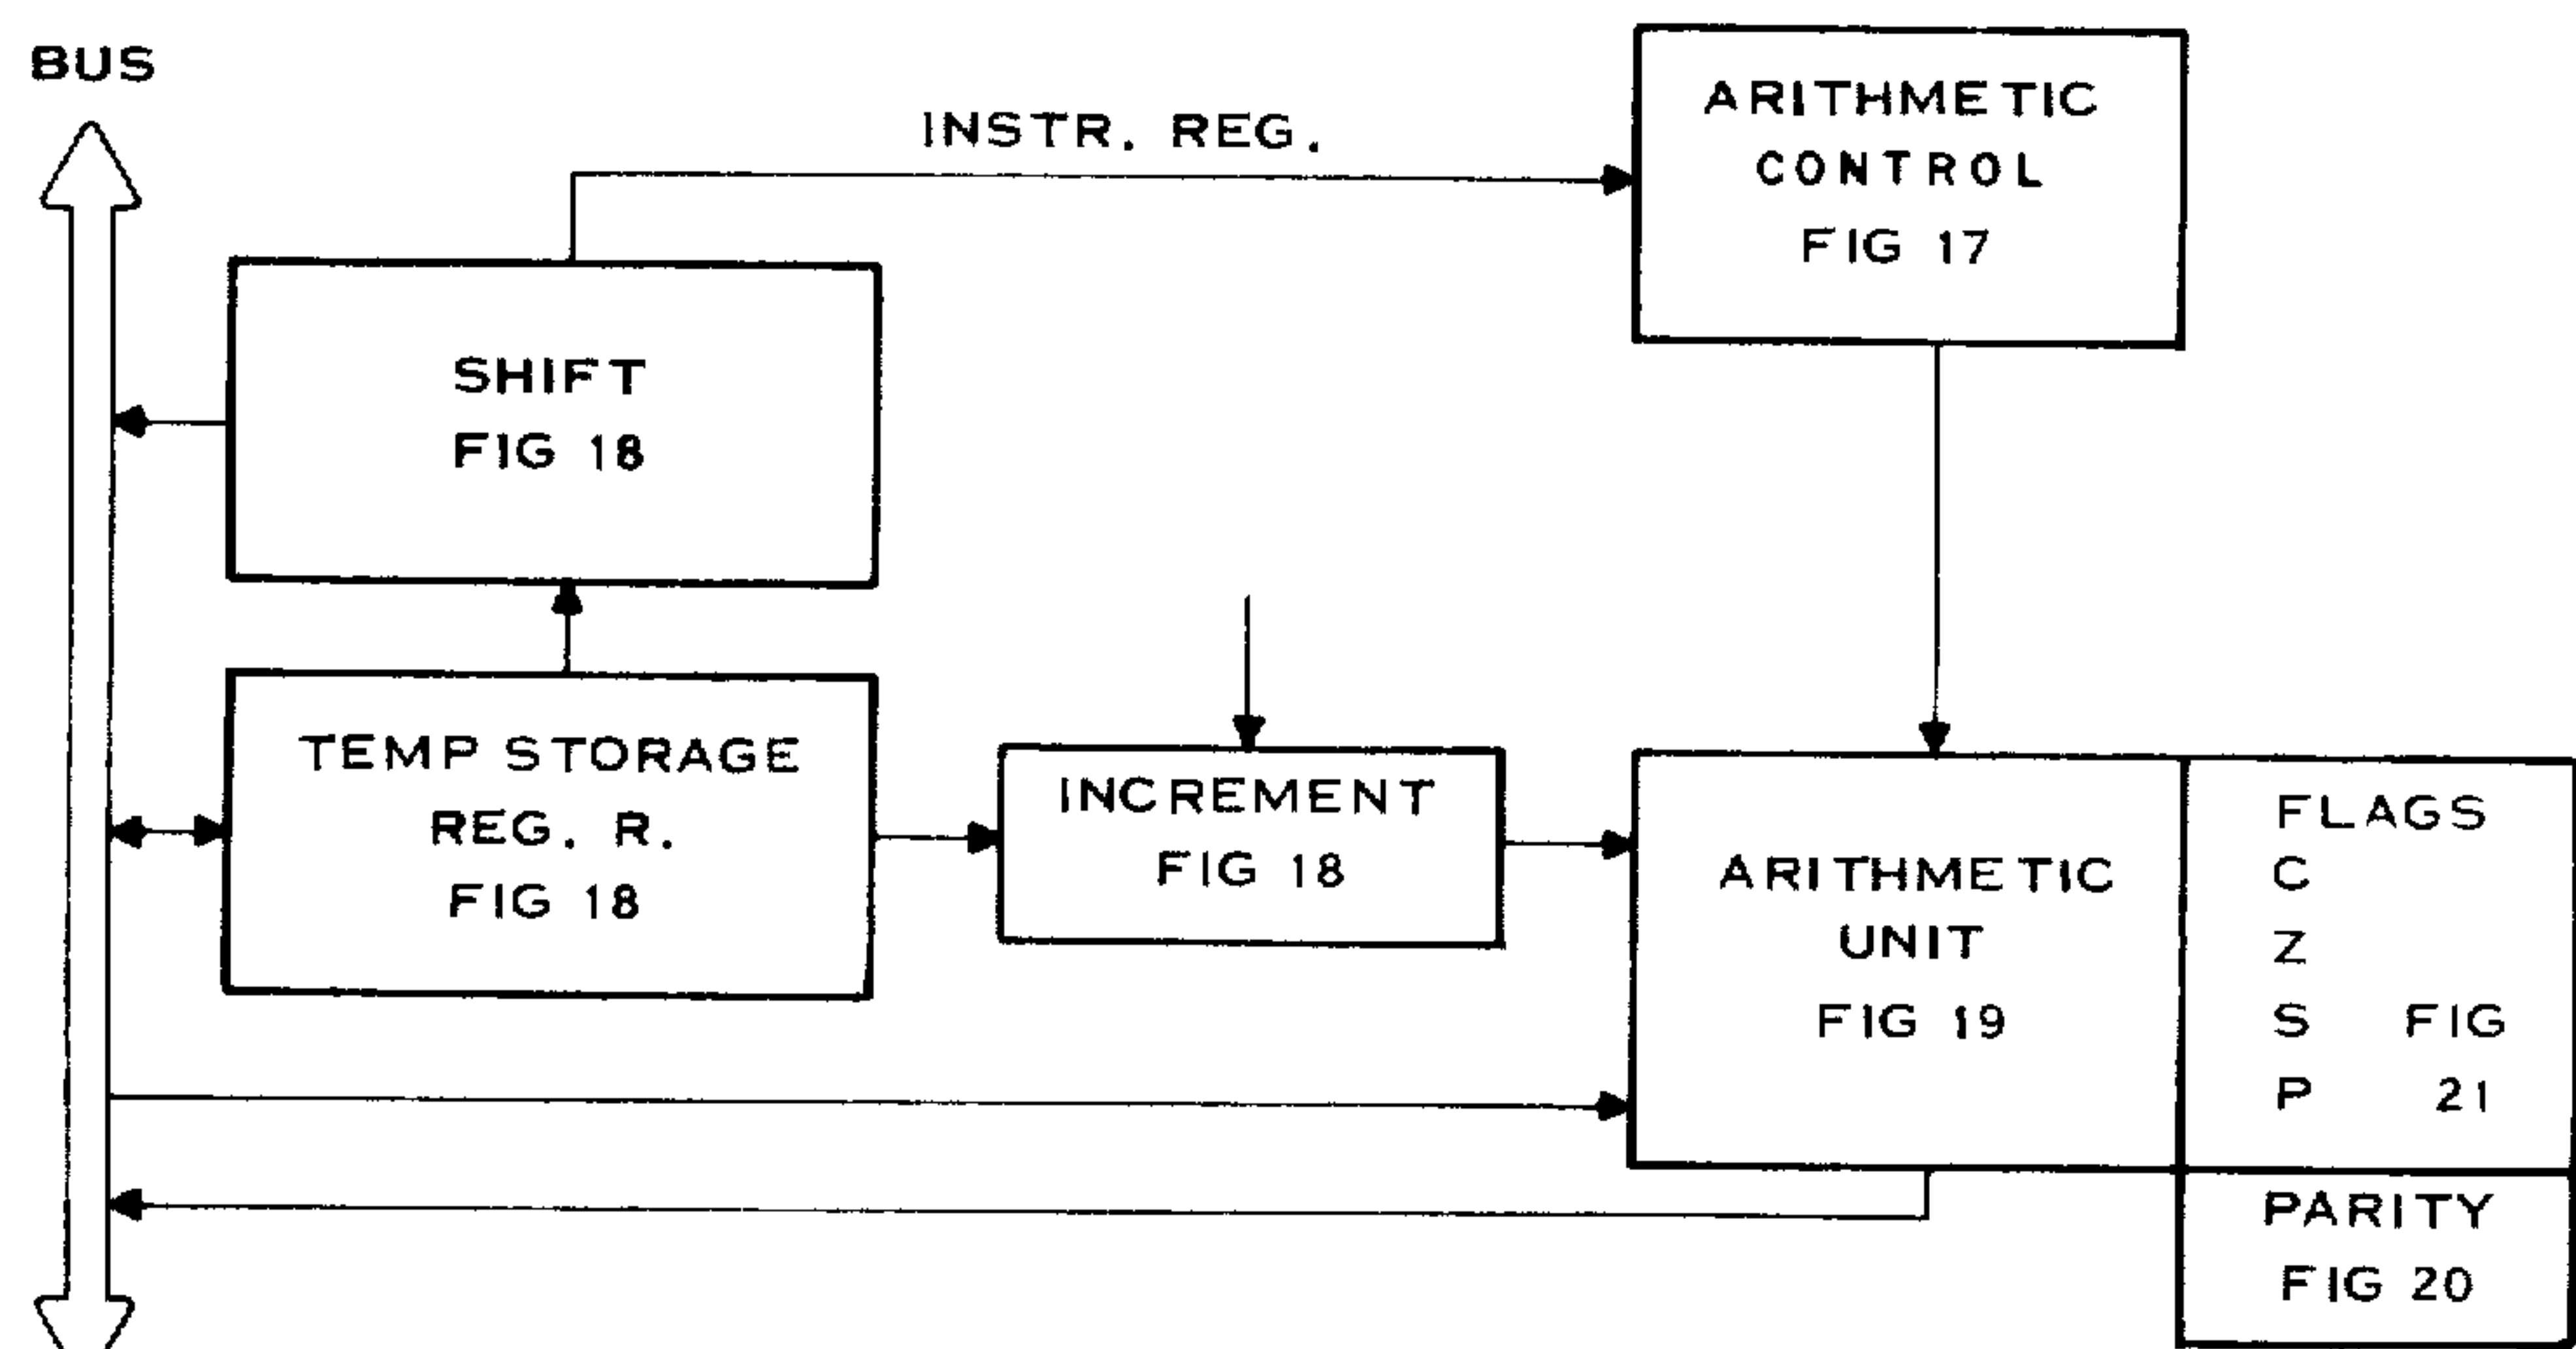 BUS
INSTR. REG.
ARITHMETIC
CONTROL
FIG 17
SHIFT
FIG 18
TEMP STORAGE
REG. R.
FIG 18
INCREMENT
FIG 18
ARITHMETIC
UNIT
FIG 19
FLAGS
C
Z
S FIG
P 21
PARITY
FIG 20